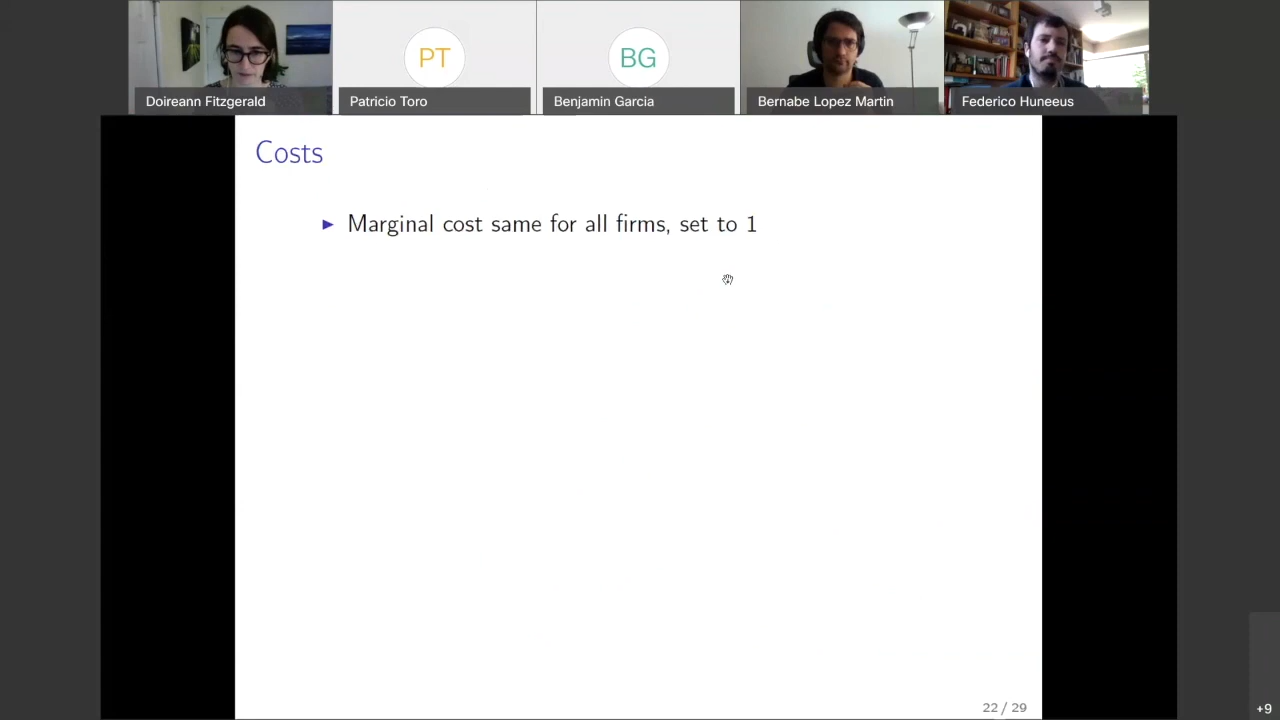 Doireann Fitzgerald
PT
Patricio Toro
BG
Benjamin Garcia
Bernabe Lopez Martin
Federico Huneeus
Costs
Marginal cost same for all firms, set to 1
22 / 29
+9